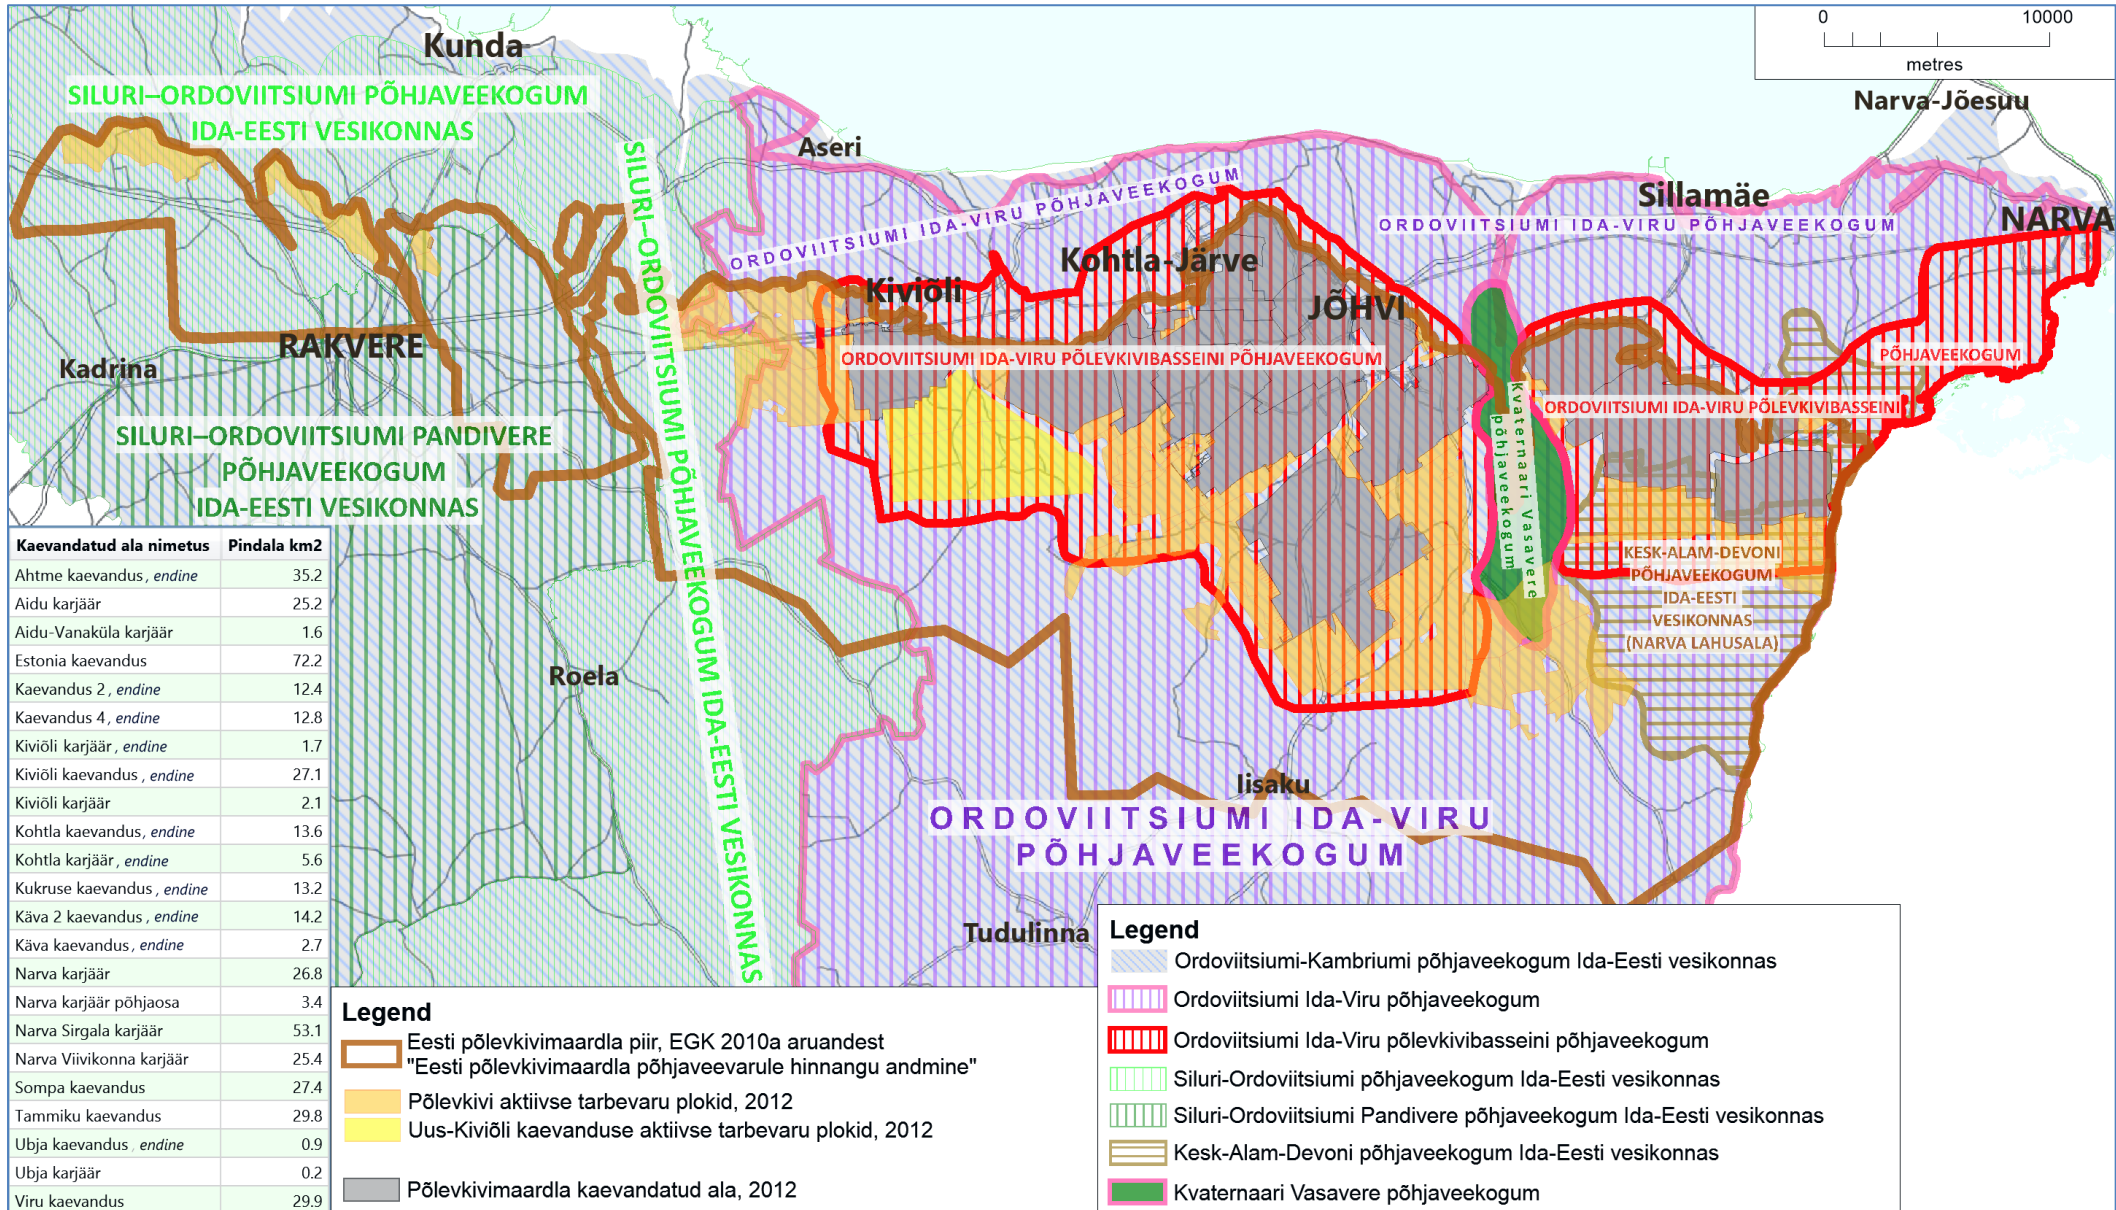 Kunda
0 10000
metres
SILURI–ORDOVIITSIUMI PÕHJAVEEKOGUM
IDA-EESTI VESIKONNAS
Narva-Jõesuu
Aseri
Sillamäe
NARVA
ORDOVIITSIUMI IDA-VIRU PÕHJAVEEKOGUM
ORDOVIITSIUMI IDA-VIRU PÕHJAVEEKOGUM
SILURI–ORDOVIITSIUMI PÕHJAVEEKOGUM IDA-EESTI VESIKONNAS
Kohtla-Järve
Kiviõli
JÕHVI
RAKVERE
Kadrina
ORDOVIITSIUMI IDA-VIRU PÕLEVKIVIBASSEINI PÕHJAVEEKOGUM
PÕHJAVEEKOGUM
ORDOVIITSIUMI IDA-VIRU PÕLEVKIVIBASSEINI
Kvaternaari Vasavere
põhjaveekogum
SILURI–ORDOVIITSIUMI PANDIVERE
PÕHJAVEEKOGUM
IDA-EESTI VESIKONNAS
KESK-ALAM-DEVONI
PÕHJAVEEKOGUM
IDA-EESTI
VESIKONNAS
(NARVA LAHUSALA)
Roela
Iisaku
ORDOVIITSIUMI IDA-VIRU
PÕHJAVEEKOGUM
Tudulinna
Kaevandatud ala nimetus Pindala km2
Ahtme kaevandus, endine 35.2
Aidu karjäär 25.2
Aidu-Vanaküla karjäär 1.6
Estonia kaevandus 72.2
Kaevandus 2, endine 12.4
Kaevandus 4, endine 12.8
Kiviõli karjäär, endine 1.7
Kiviõli kaevandus, endine 27.1
Kiviõli karjäär 2.1
Kohtla kaevandus, endine 13.6
Kohtla karjäär, endine 5.6
Kukruse kaevandus, endine 13.2
Käva 2 kaevandus, endine 14.2
Käva kaevandus, endine 2.7
Narva karjäär 26.8
Narva karjäär põhjaosa 3.4
Narva Sirgala karjäär 53.1
Narva Viivikonna karjäär 25.4
Sompa kaevandus 27.4
Tammiku kaevandus 29.8
Ubja kaevandus, endine 0.9
Ubja karjäär 0.2
Viru kaevandus 29.9
Legend
Eesti põlevkivimaardla piir, EGK 2010a aruandest
"Eesti põlevkivimaardla põhjaveevarule hinnangu andmine"
Põlevkivi aktiivse tarbevaru plokid, 2012
Uus-Kiviõli kaevanduse aktiivse tarbevaru plokid, 2012
Põlevkivimaardla kaevandatud ala, 2012
Legend
Ordoviitsiumi-Kambriumi põhjaveekogum Ida-Eesti vesikonnas
Ordoviitsiumi Ida-Viru põhjaveekogum
Ordoviitsiumi Ida-Viru põlevkivibasseini põhjaveekogum
Siluri-Ordoviitsiumi põhjaveekogum Ida-Eesti vesikonnas
Siluri-Ordoviitsiumi Pandivere põhjaveekogum Ida-Eesti vesikonnas
Kesk-Alam-Devoni põhjaveekogum Ida-Eesti vesikonnas
Kvaternaari Vasavere põhjaveekogum